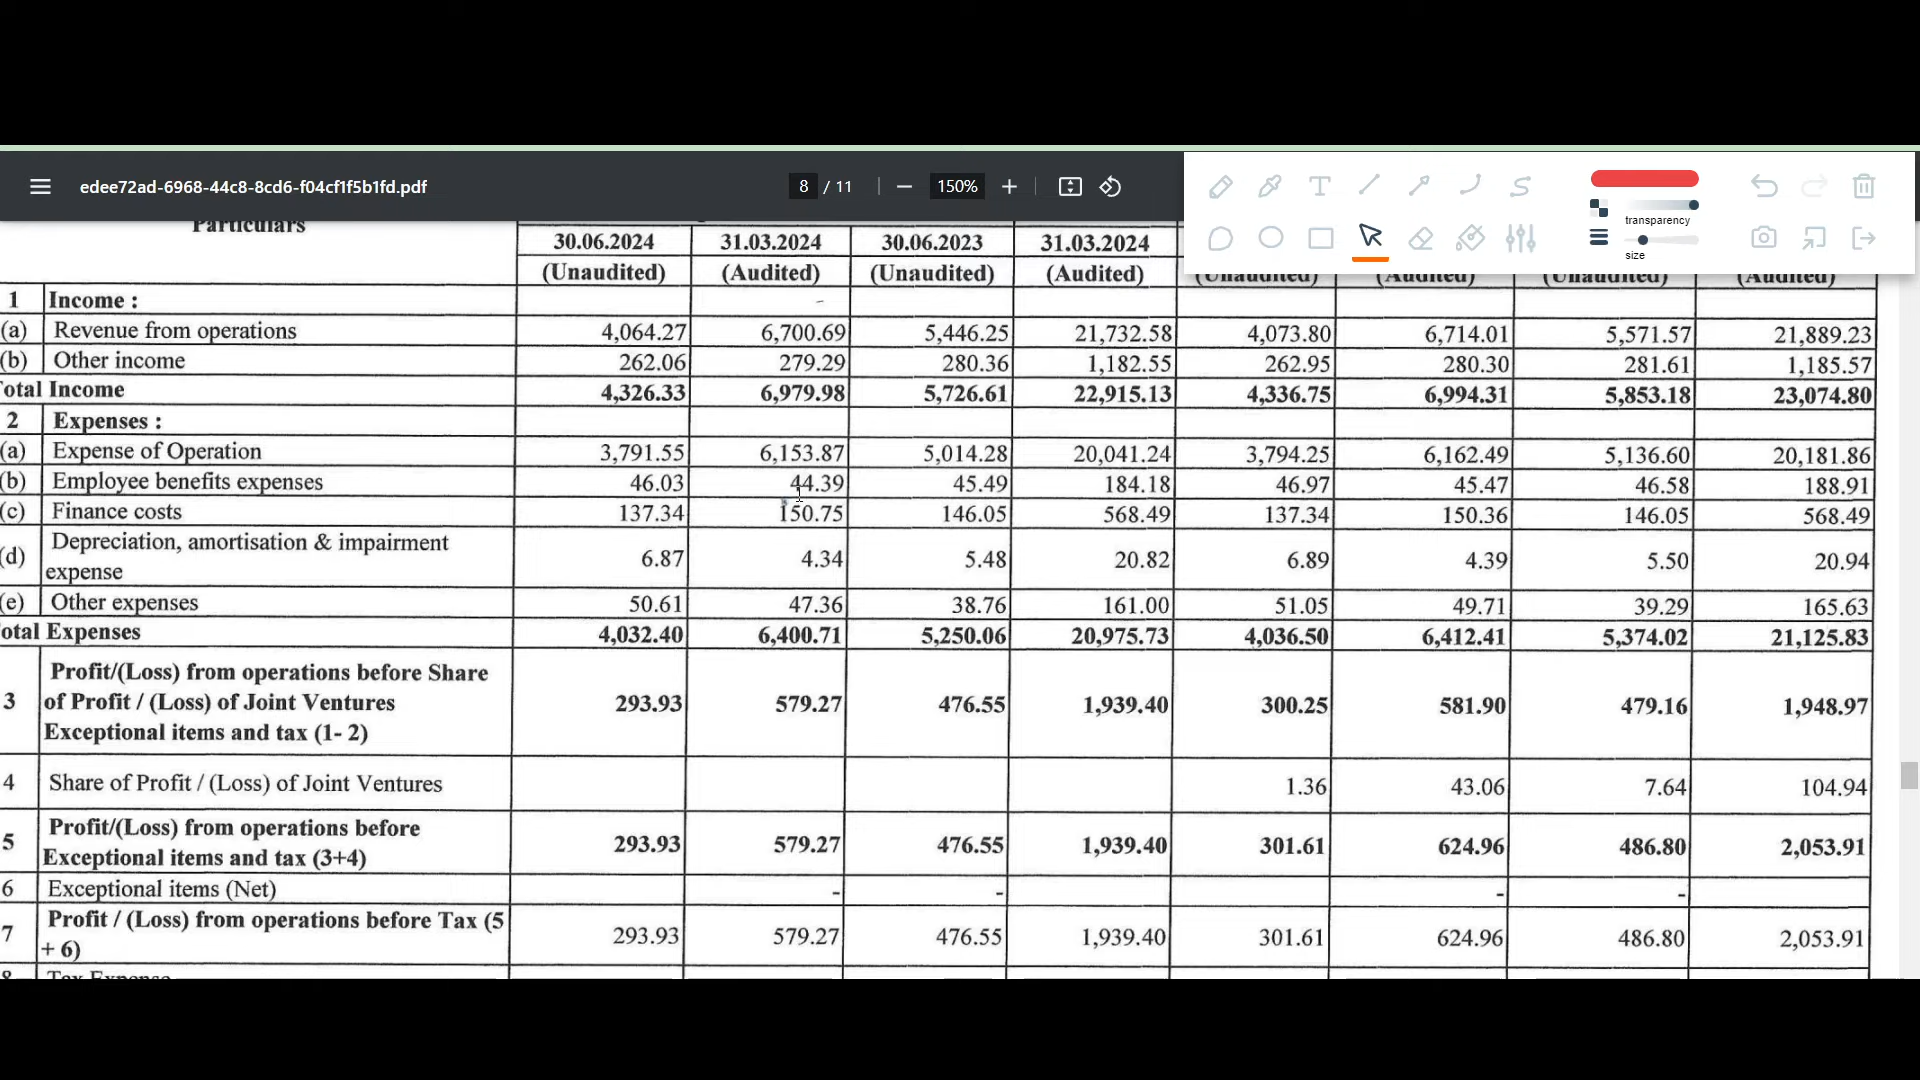 edee72ad-6968-44c8-8cd6-f04cf1f5b1fd.pdf 8 / 11 150%
transparency
size
Particulars
30.06.2024 31.03.2024 30.06.2023 31.03.2024
(Unaudited) (Audited) (Unaudited) (Audited) (Unaudited) (Audited) (Unaudited) (Audited)
1 Income :
(a) Revenue from operations 4,064.27 6,700.69 5,446.25 21,732.58 4,073.80 6,714.01 5,571.57 21,889.23
(b) Other income 262.06 279.29 280.36 1,182.55 262.95 280.30 281.61 1,185.57
otal Income 4,326.33 6,979.98 5,726.61 22,915.13 4,336.75 6,994.31 5,853.18 23,074.80
2 Expenses :
(a) Expense of Operation 3,791.55 6,153.87 5,014.28 20,041.24 3,794.25 6,162.49 5,136.60 20,181.86
(b) Employee benefits expenses 46.03 44.39 45.49 184.18 46.97 45.47 46.58 188.91
(c) Finance costs 137.34 150.75 146.05 568.49 137.34 150.36 146.05 568.49
(d) Depreciation, amortisation & impairment
expense 6.87 4.34 5.48 20.82 6.89 4.39 5.50 20.94
(e) Other expenses 50.61 47.36 38.76 161.00 51.05 49.71 39.29 165.63
otal Expenses 4,032.40 6,400.71 5,250.06 20,975.73 4,036.50 6,412.41 5,374.02 21,125.83
Profit/(Loss) from operations before Share
3 of Profit / (Loss) of Joint Ventures 293.93 579.27 476.55 1,939.40 300.25 581.90 479.16 1,948.97
Exceptional items and tax (1- 2)
4 Share of Profit / (Loss) of Joint Ventures 1.36 43.06 7.64 104.94
Profit/(Loss) from operations before
5 Exceptional items and tax (3+4) 293.93 579.27 476.55 1,939.40 301.61 624.96 486.80 2,053.91
6 Exceptional items (Net) - - - -
Profit / (Loss) from operations before Tax (5
7 + 6) 293.93 579.27 476.55 1,939.40 301.61 624.96 486.80 2,053.91
8 Tax Expense